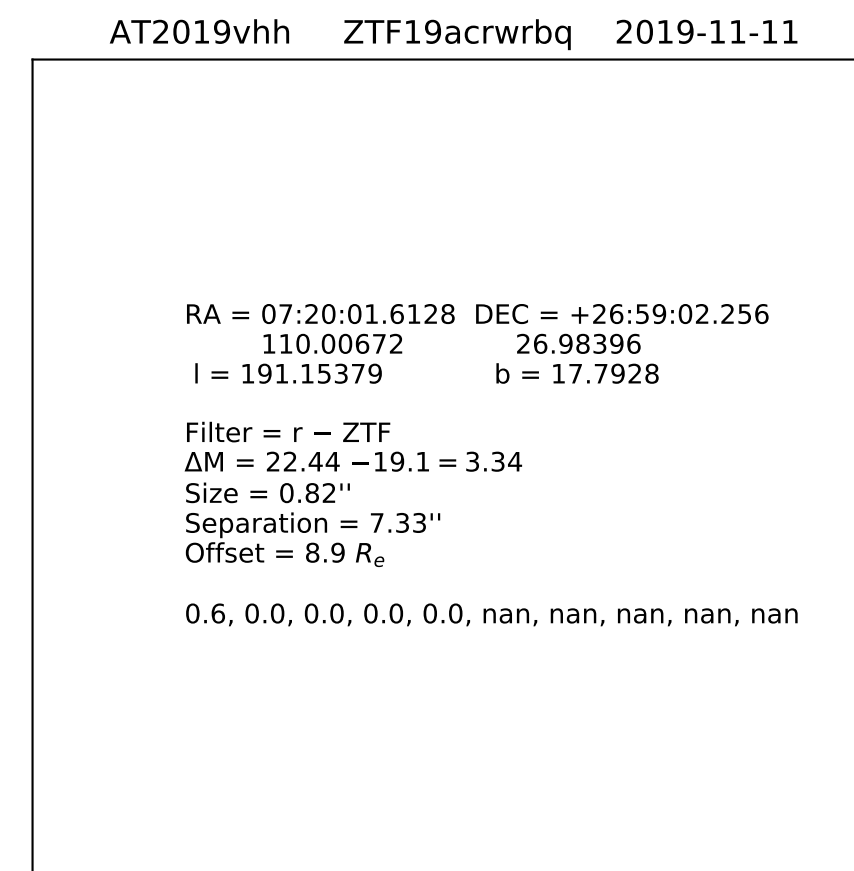 AT2019vhh ZTF19acrwrbq 2019-11-11
RA = 07:20:01.6128 DEC = +26:59:02.256
110.00672 26.98396
l = 191.15379 b = 17.7928
Filter = r − ZTF
ΔM = 22.44 −19.1 = 3.34
Size = 0.82''
Separation = 7.33''
Offset = 8.9 Re
0.6, 0.0, 0.0, 0.0, 0.0, nan, nan, nan, nan, nan